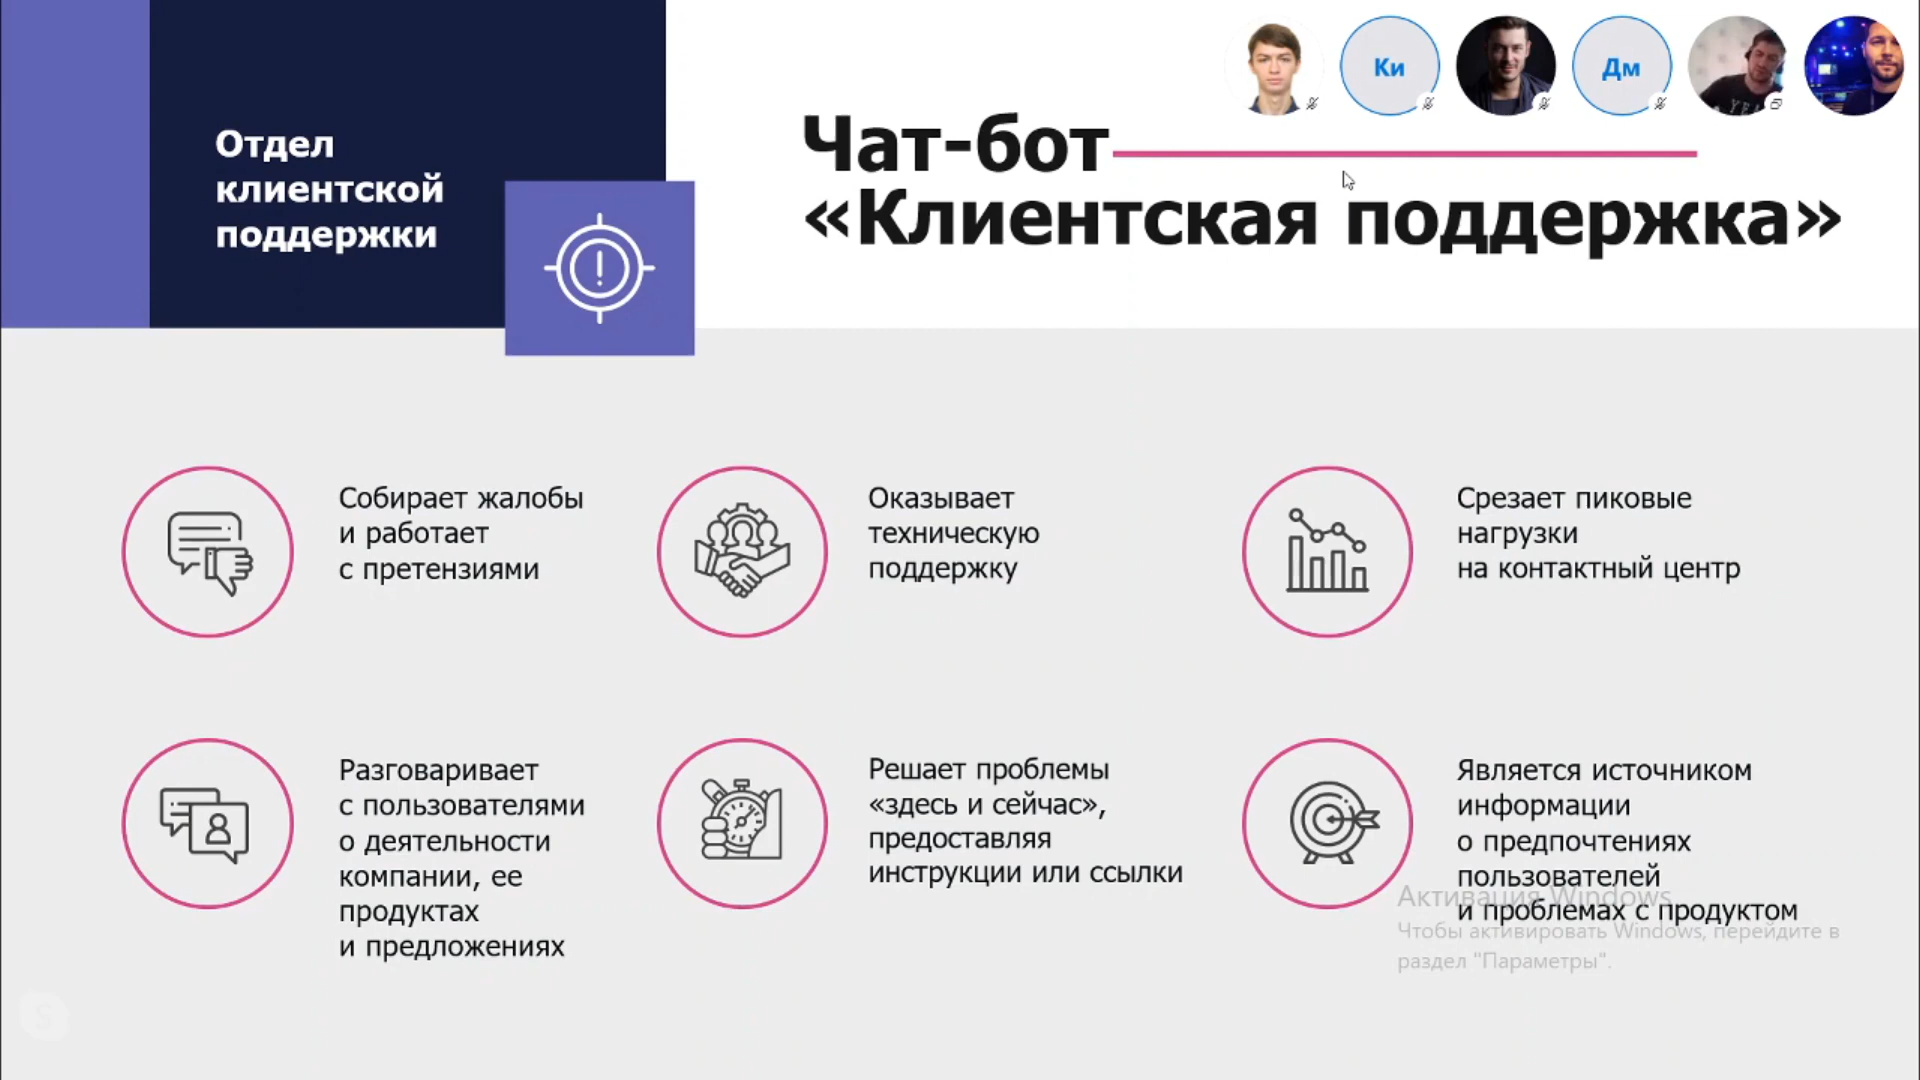 Ки
Дм
YEA
Отдел
клиентской
поддержки
Чат-бот
«Клиентская поддержка»
Собирает жалобы
и работает
с претензиями
Оказывает
техническую
поддержку
Срезает пиковые
нагрузки
на контактный центр
Разговаривает
с пользователями
о деятельности
компании, ее
продуктах
и предложениях
Решает проблемы
«здесь и сейчас»,
предоставляя
инструкции или ссылки
Является источником
информации
о предпочтениях
пользователей
и проблемах с продуктом
Активация Windows
Чтобы активировать Windows, перейдите в
раздел "Параметры".
S